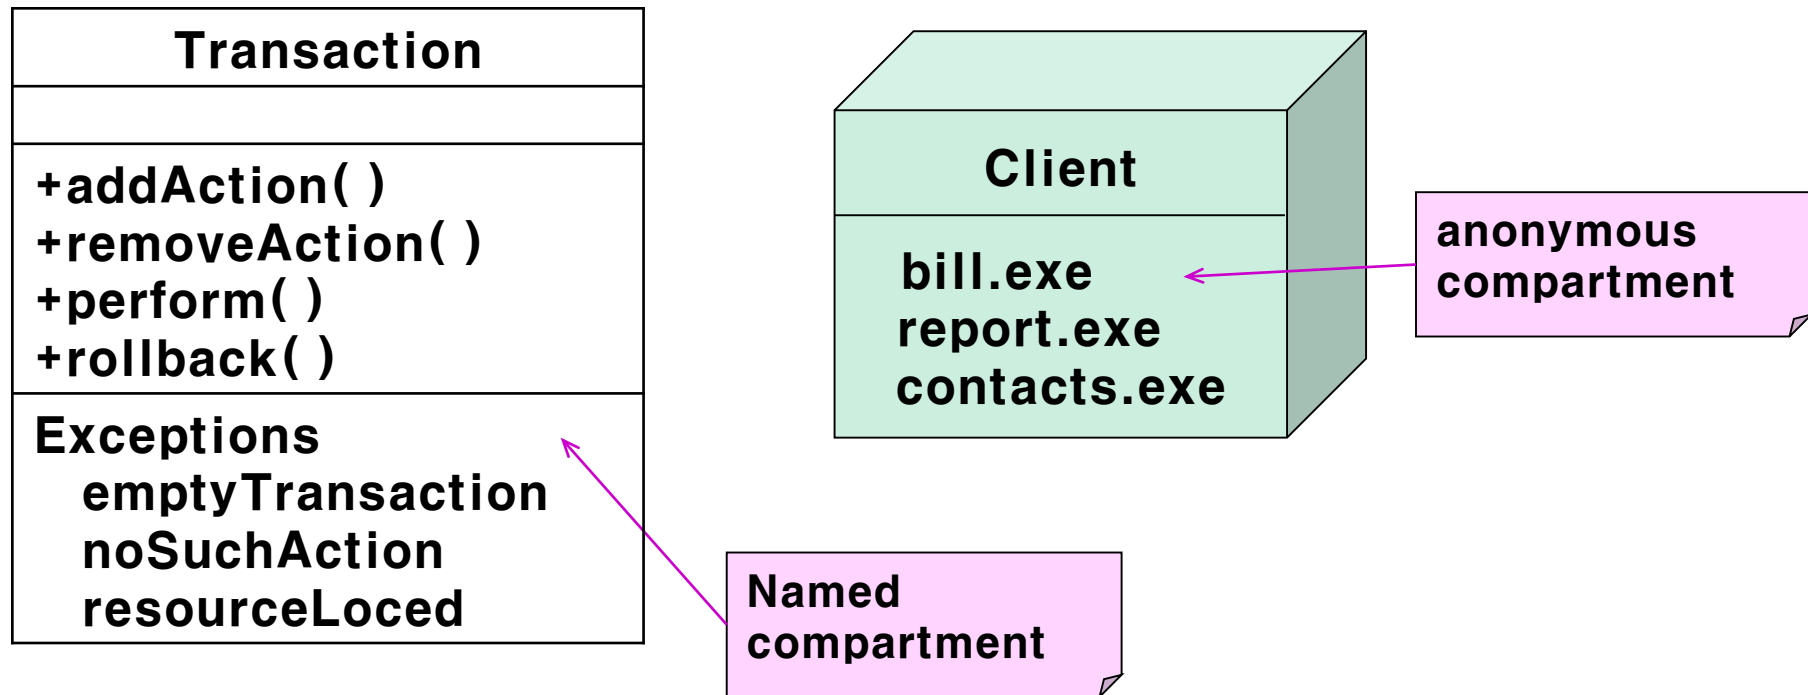 Transaction
+addAction( )
+removeAction( )
+perform( )
+rollback( )
Exceptions
emptyTransaction
noSuchAction
resourceLoced
Client
bill.exe
report.exe
contacts.exe
anonymous
compartment
Named
compartment